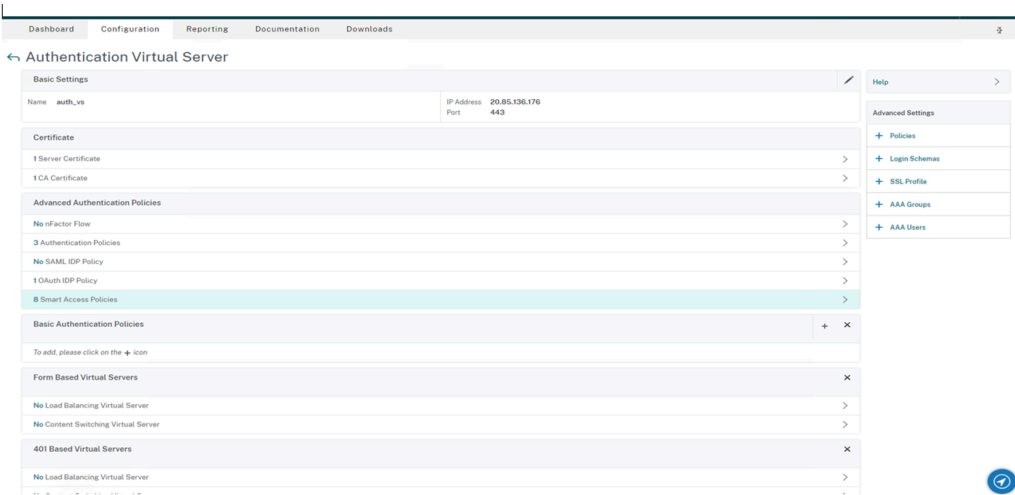 Dashboard Configuration Reporting Documentation Downloads
Authentication Virtual Server
Basic Settings
Name auth_vs
IP Address 20.85.136.176
Port 443
Certificate
1 Server Certificate
1 CA Certificate
Advanced Authentication Policies
No nFactor Flow
3 Authentication Policies
No SAML IDP Policy
1 OAuth IDP Policy
8 Smart Access Policies
Basic Authentication Policies
To add, please click on the + icon
Form Based Virtual Servers
No Load Balancing Virtual Server
No Content Switching Virtual Server
401 Based Virtual Servers
No Load Balancing Virtual Server
Help
Advanced Settings
+ Policies
+ Login Schemas
+ SSL Profile
+ AAA Groups
+ AAA Users